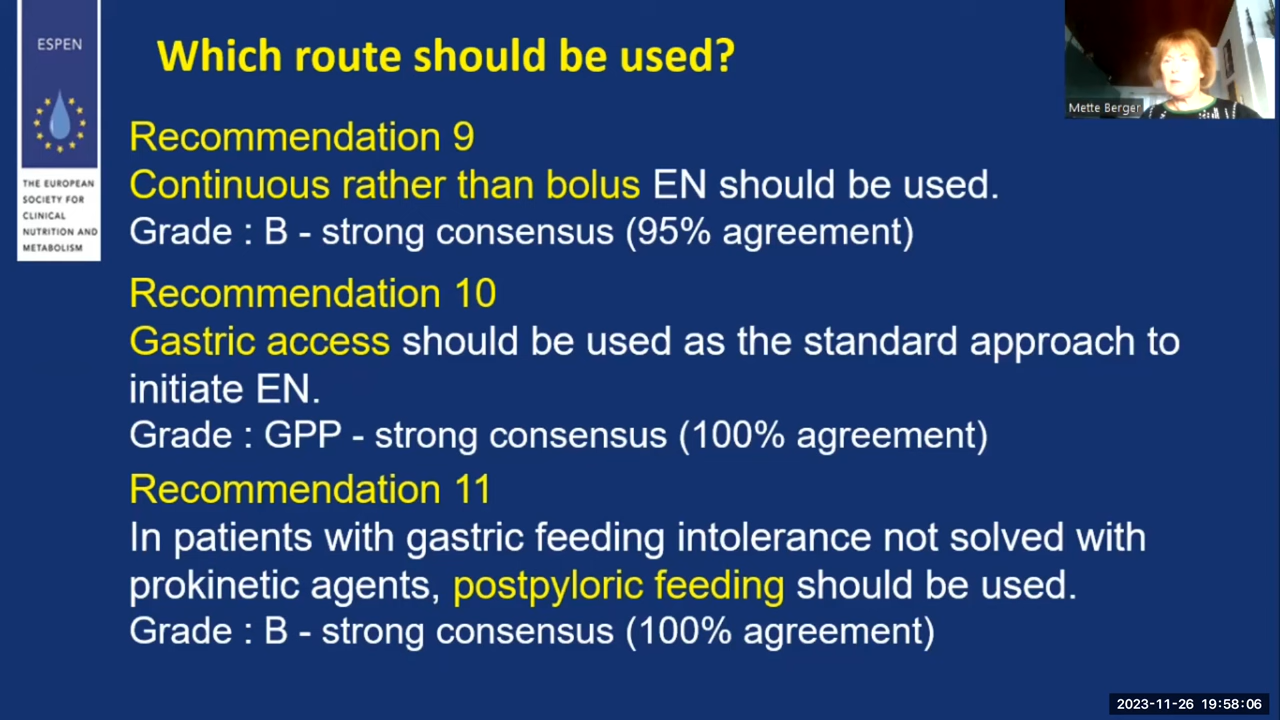 ESPEN
THE EUROPEAN
SOCIETY FOR
CLINICAL
NUTRITION AND
METABOLISM
Which route should be used?
Mette Berger
Recommendation 9
Continuous rather than bolus EN should be used.
Grade : B - strong consensus (95% agreement)
Recommendation 10
Gastric access should be used as the standard approach to
initiate EN.
Grade : GPP - strong consensus (100% agreement)
Recommendation 11
In patients with gastric feeding intolerance not solved with
prokinetic agents, postpyloric feeding should be used.
Grade : B - strong consensus (100% agreement)
2023-11-26 19:58:06